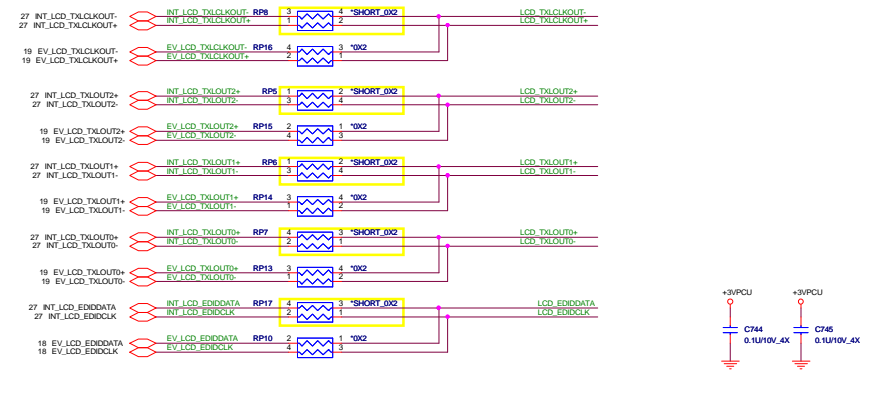 27 INT_LCD_TXLCLKOUT- INT_LCD_TXLCLKOUT- RP8 3 4 *SHORT_0X2 LCD_TXLCLKOUT-
27 INT_LCD_TXLCLKOUT+ INT_LCD_TXLCLKOUT+ 1 2 LCD_TXLCLKOUT+
19 EV_LCD_TXLCLKOUT- EV_LCD_TXLCLKOUT- RP16 4 3 *0X2
19 EV_LCD_TXLCLKOUT+ EV_LCD_TXLCLKOUT+ 2 1
27 INT_LCD_TXLOUT2+ INT_LCD_TXLOUT2+ RP5 1 2 *SHORT_0X2 LCD_TXLOUT2+
27 INT_LCD_TXLOUT2- INT_LCD_TXLOUT2- 3 4 LCD_TXLOUT2-
19 EV_LCD_TXLOUT2+ EV_LCD_TXLOUT2+ RP15 2 1 *0X2
19 EV_LCD_TXLOUT2- EV_LCD_TXLOUT2- 4 3
27 INT_LCD_TXLOUT1+ INT_LCD_TXLOUT1+ RP6 1 2 *SHORT_0X2 LCD_TXLOUT1+
27 INT_LCD_TXLOUT1- INT_LCD_TXLOUT1- 3 4 LCD_TXLOUT1-
19 EV_LCD_TXLOUT1+ EV_LCD_TXLOUT1+ RP14 3 4 *0X2
19 EV_LCD_TXLOUT1- EV_LCD_TXLOUT1- 1 2
27 INT_LCD_TXLOUT0+ INT_LCD_TXLOUT0+ RP7 4 3 *SHORT_0X2 LCD_TXLOUT0+
27 INT_LCD_TXLOUT0- INT_LCD_TXLOUT0- 2 1 LCD_TXLOUT0-
19 EV_LCD_TXLOUT0+ EV_LCD_TXLOUT0+ RP13 3 4 *0X2
19 EV_LCD_TXLOUT0- EV_LCD_TXLOUT0- 1 2
27 INT_LCD_EDIDDATA INT_LCD_EDIDDATA RP17 4 3 *SHORT_0X2 LCD_EDIDDATA
27 INT_LCD_EDIDCLK INT_LCD_EDIDCLK 2 1 LCD_EDIDCLK
18 EV_LCD_EDIDDATA EV_LCD_EDIDDATA RP10 2 1 *0X2
18 EV_LCD_EDIDCLK EV_LCD_EDIDCLK 4 3
+3VPCU +3VPCU
C744 C745
0.1U/10V_4X 0.1U/10V_4X